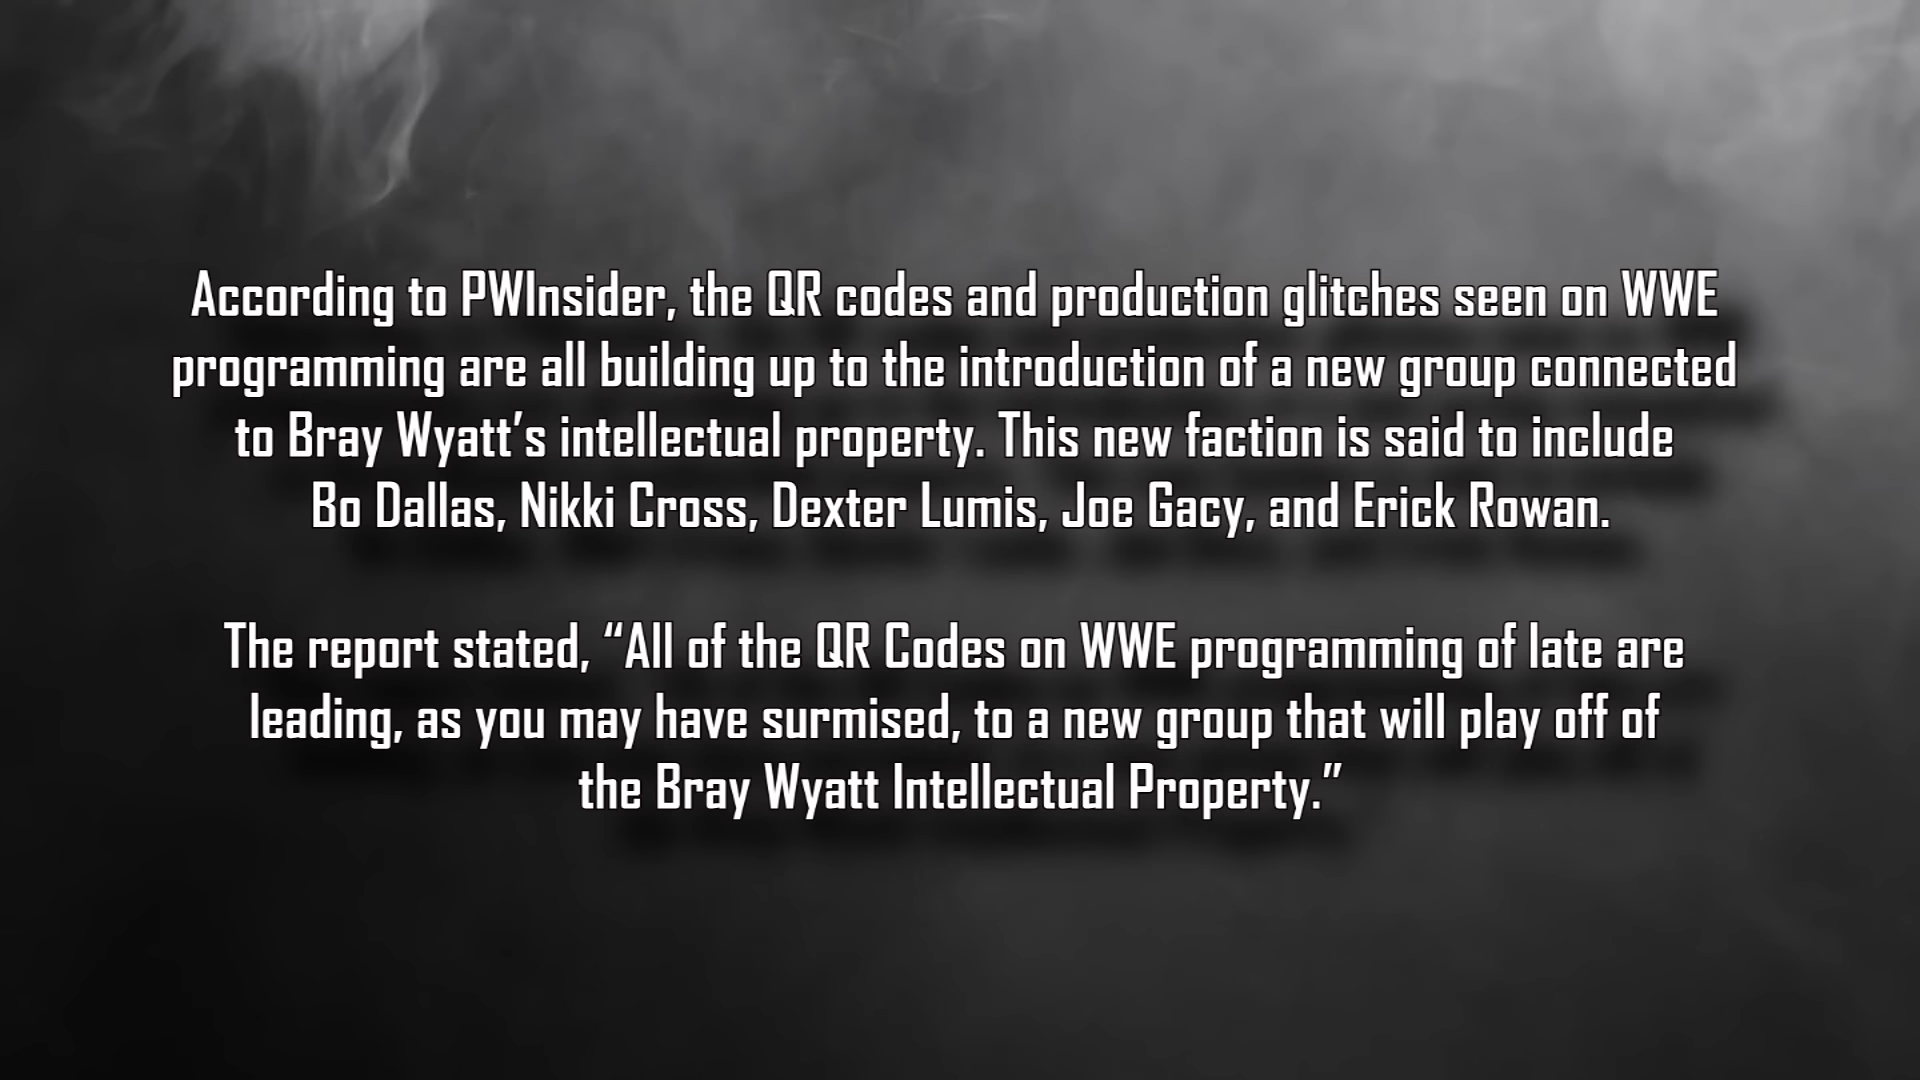 According to PWInsider, the QR codes and production glitches seen on WWE
programming are all building up to the introduction of a new group connected
to Bray Wyatt’s intellectual property. This new faction is said to include
Bo Dallas, Nikki Cross, Dexter Lumis, Joe Gacy, and Erick Rowan.
The report stated, “All of the QR Codes on WWE programming of late are
leading, as you may have surmised, to a new group that will play off of
the Bray Wyatt Intellectual Property.”